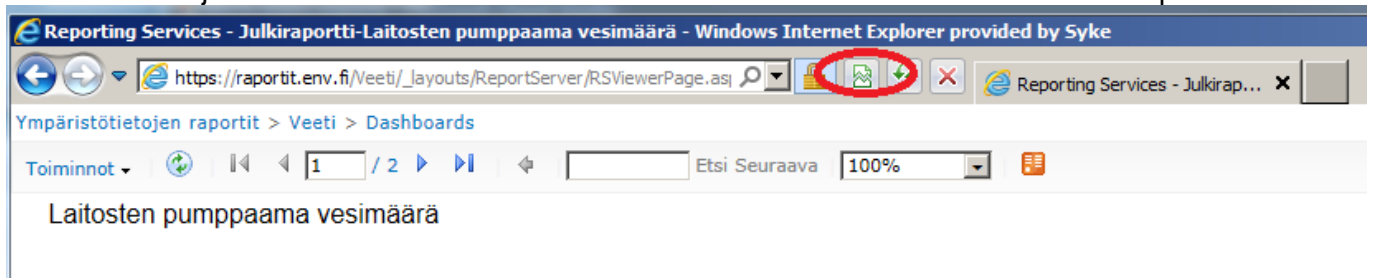 Reporting Services - Julkiraportti-Laitosten pumppaama vesimäärä - Windows Internet Explorer provided by Syke
https://raportit.env.fi/Veeti/_layouts/ReportServer/RSViewerPage.as
Reporting Services - Julkirap...
Ympäristötietojen raportit > Veeti > Dashboards
Toiminnot 1 / 2 Etsi Seuraava 100%
Laitosten pumppaama vesimäärä